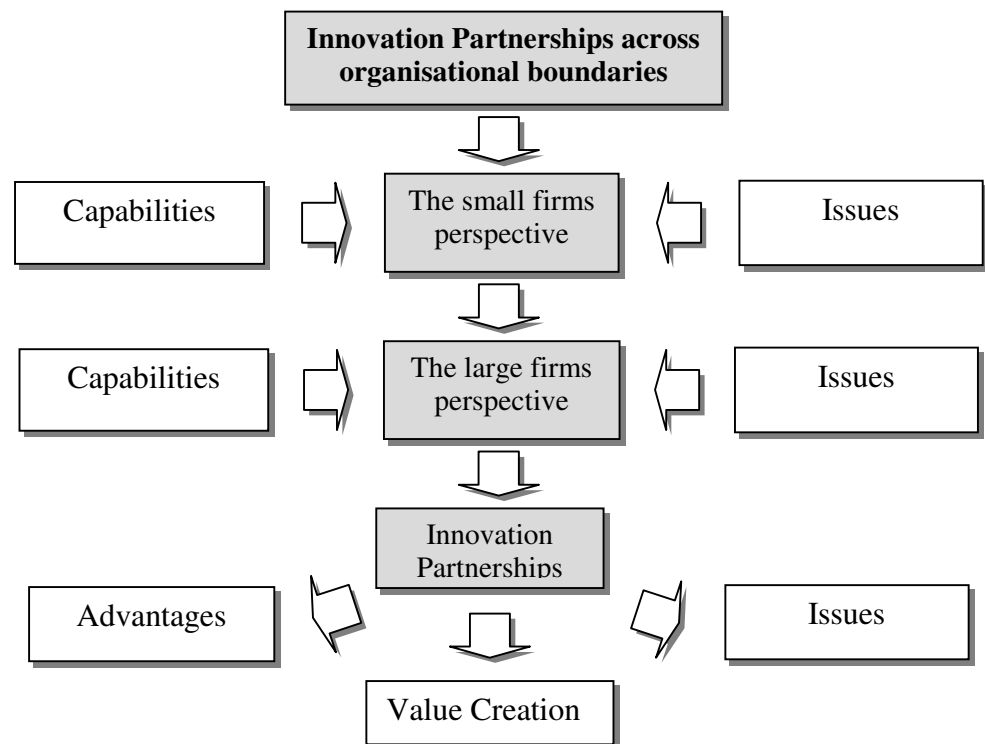 Innovation Partnerships across
organisational boundaries
Capabilities
The small firms
perspective
Issues
Capabilities
The large firms
perspective
Issues
Innovation
Partnerships
Advantages
Issues
Value Creation